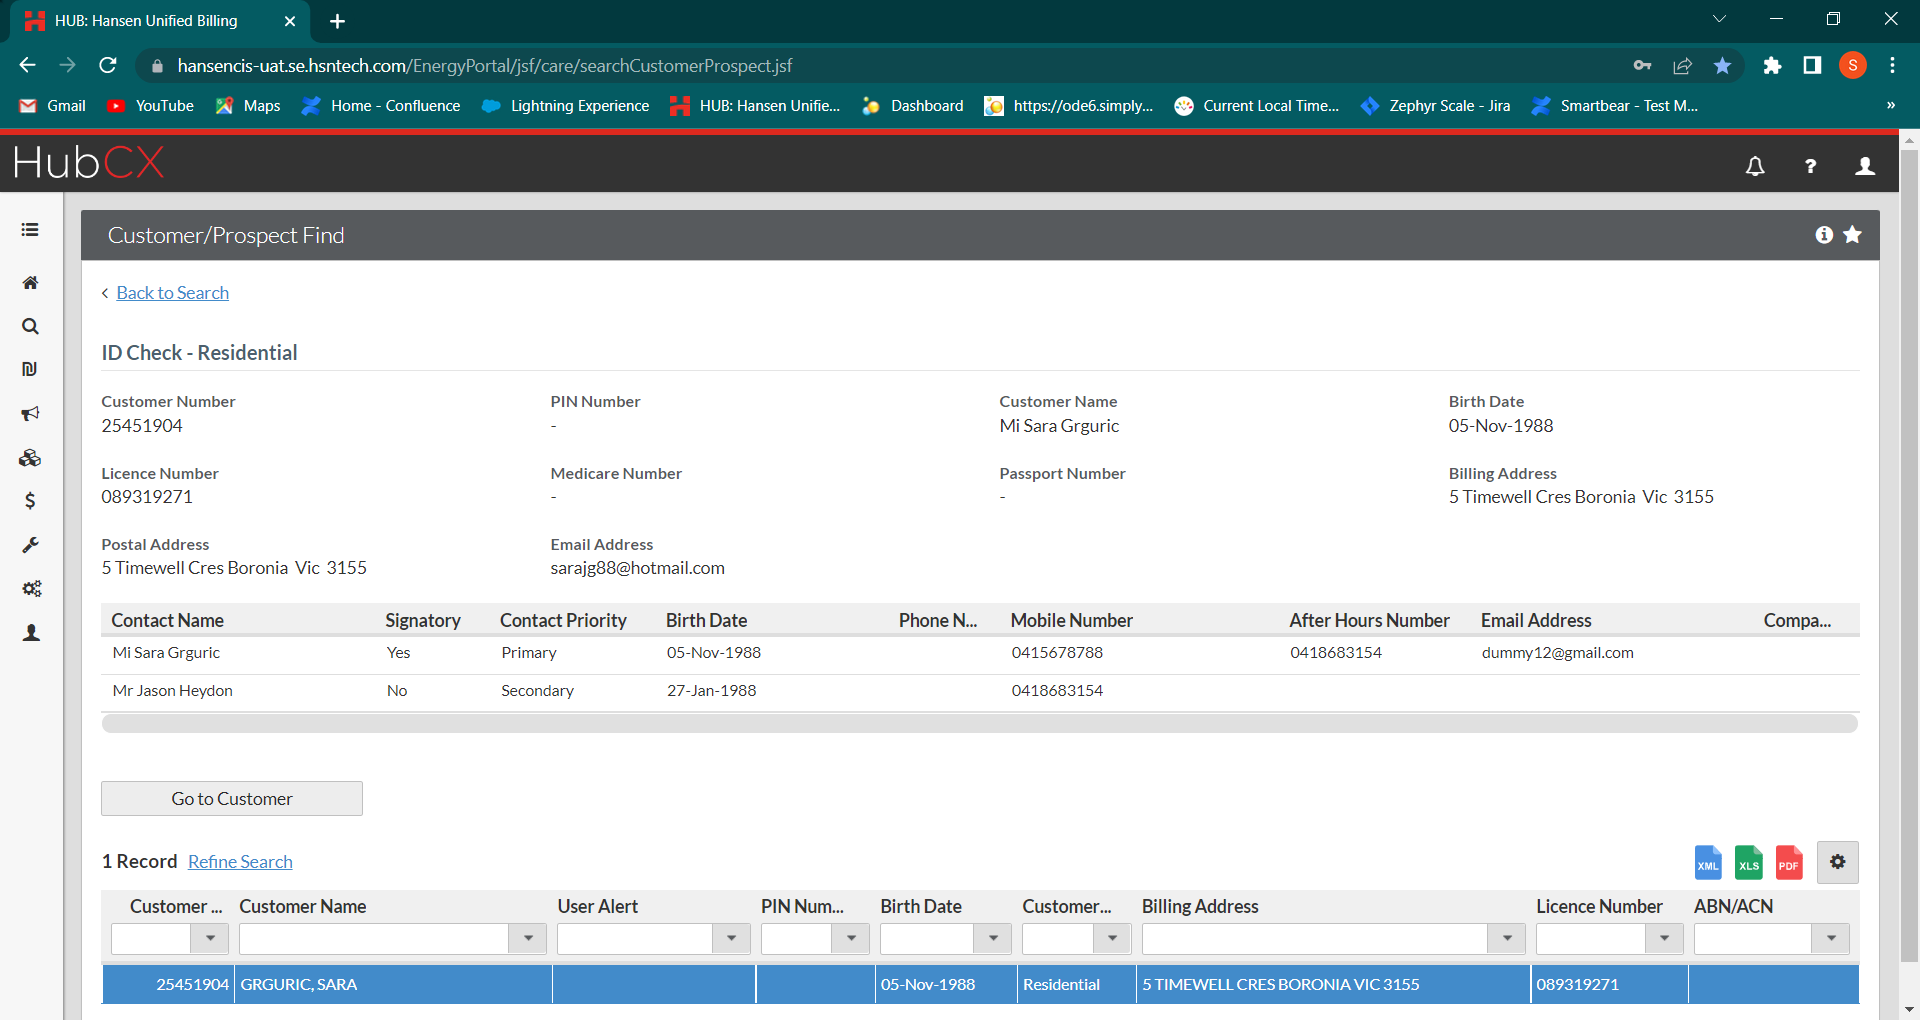 HUB: Hansen Unified Billing
hansencis-uat.se.hsntech.com/EnergyPortal/jsf/care/searchCustomerProspect.jsf
S
Gmail YouTube Maps Home - Confluence Lightning Experience HUB: Hansen Unifie... Dashboard https://ode6.simply... Current Local Time... Zephyr Scale - Jira Smartbear - Test M... »
HubCX
Customer/Prospect Find
Back to Search
ID Check - Residential
Customer Number PIN Number Customer Name Birth Date
25451904 - Mi Sara Grguric 05-Nov-1988
Licence Number Medicare Number Passport Number Billing Address
089319271 - - 5 Timewell Cres Boronia Vic 3155
Postal Address Email Address
5 Timewell Cres Boronia Vic 3155 sarajg88@hotmail.com
Contact Name Signatory Contact Priority Birth Date Phone N... Mobile Number After Hours Number Email Address Compa...
Mi Sara Grguric Yes Primary 05-Nov-1988 0415678788 0418683154 dummy12@gmail.com
Mr Jason Heydon No Secondary 27-Jan-1988 0418683154
Go to Customer
1 Record Refine Search XML XLS PDF
Customer ... Customer Name User Alert PIN Num... Birth Date Customer... Billing Address Licence Number ABN/ACN
25451904 GRGURIC, SARA 05-Nov-1988 Residential 5 TIMEWELL CRES BORONIA VIC 3155 089319271